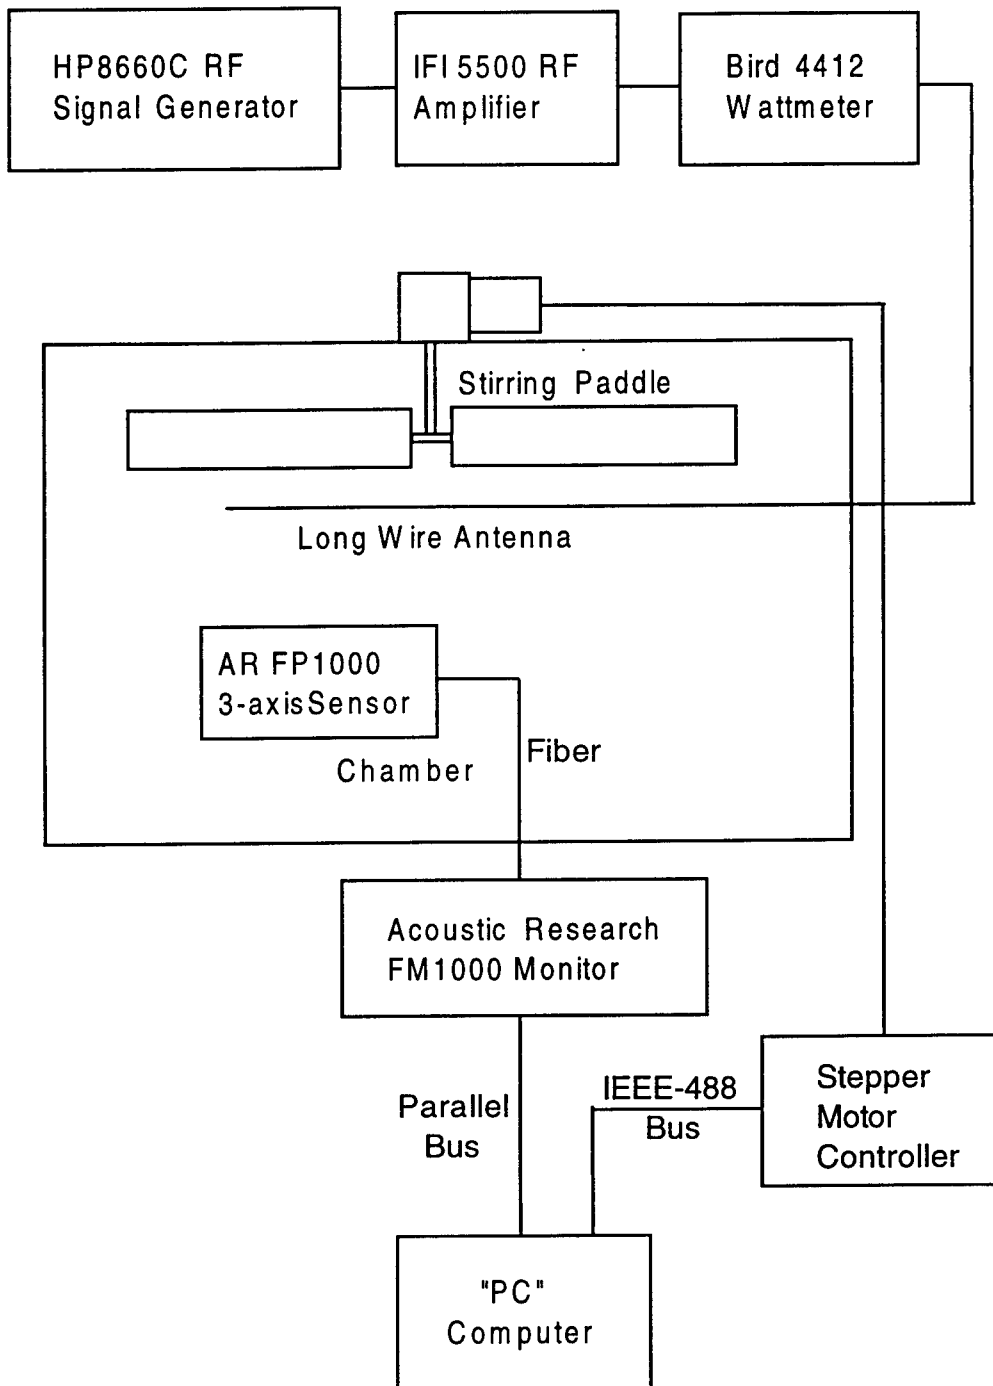 HP8660C RF
Signal Generator
IFI 5500 RF
Amplifier
Bird 4412
Wattmeter
Stirring Paddle
Long Wire Antenna
AR FP1000
3-axisSensor
Chamber
Fiber
Acoustic Research
FM1000 Monitor
Parallel
Bus
IEEE-488
Bus
Stepper
Motor
Controller
"PC"
Computer